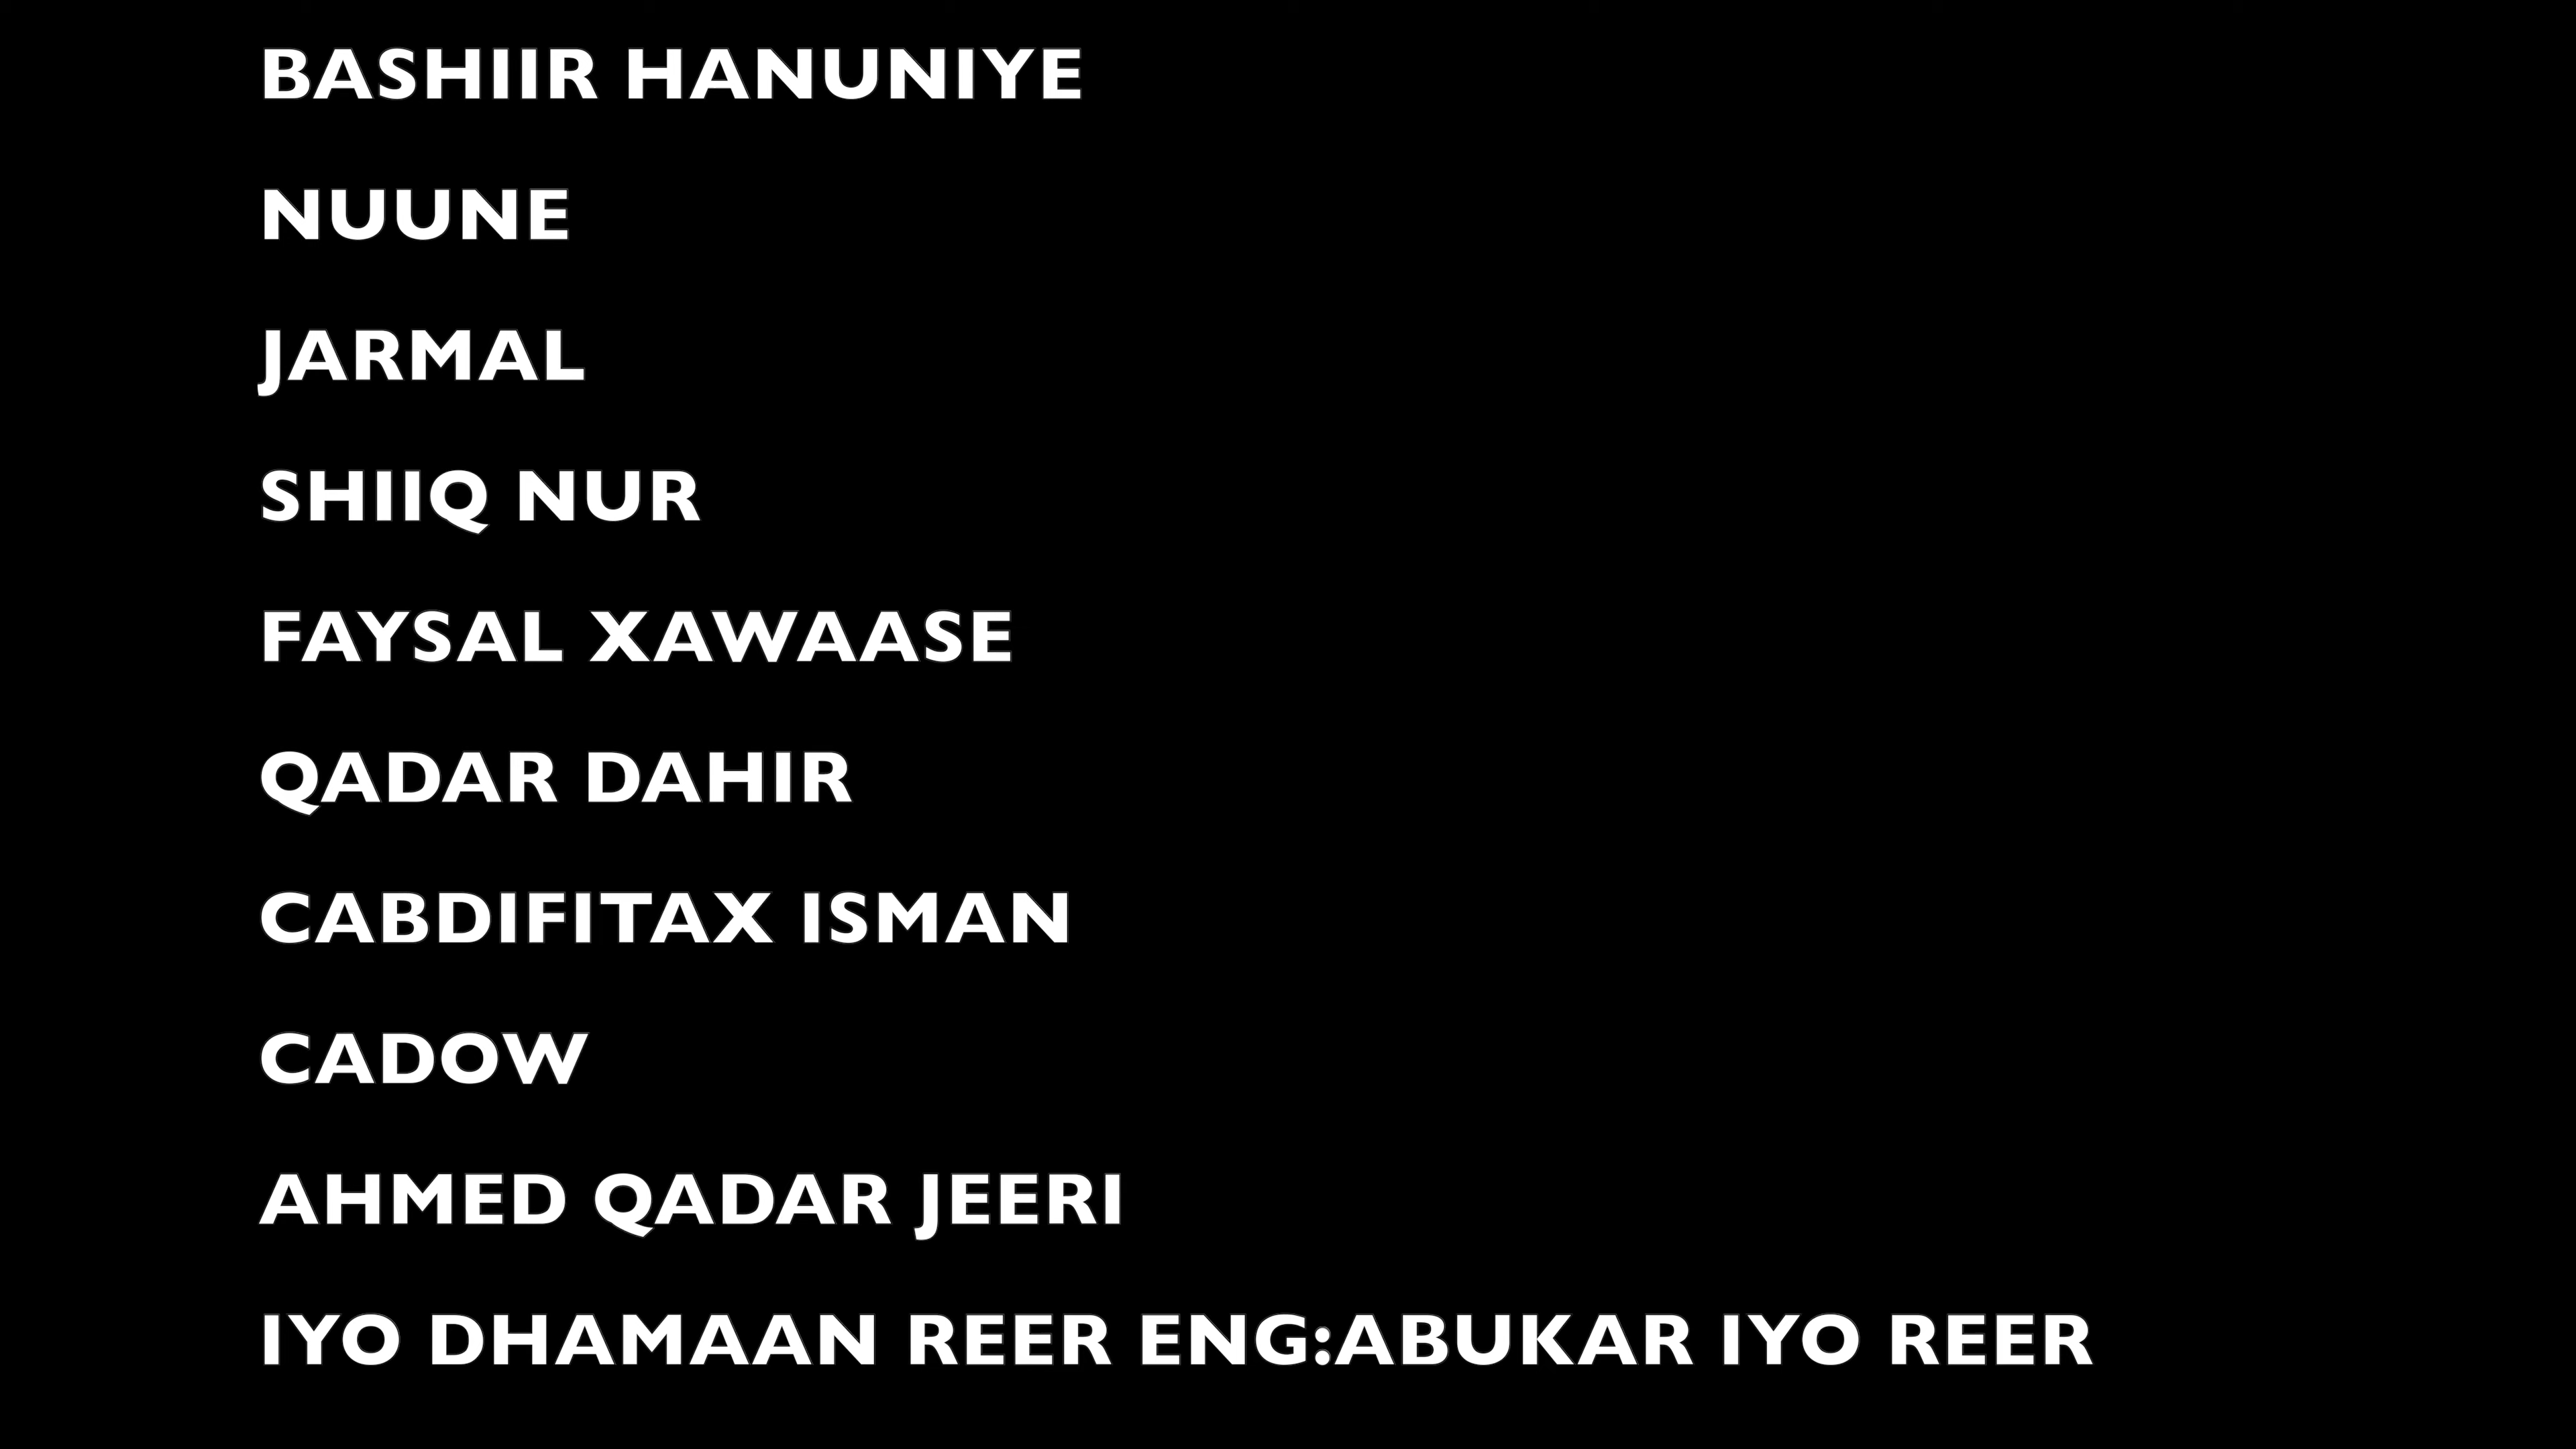 BASHIIR HANUNIYE
NUUNE
JARMAL
SHIIQ NUR
FAYSAL XAWAASE
QADAR DAHIR
CABDIFITAX ISMAN
CADOW
AHMED QADAR JEERI
IYO DHAMAAN REER ENG:ABUKAR IYO REER